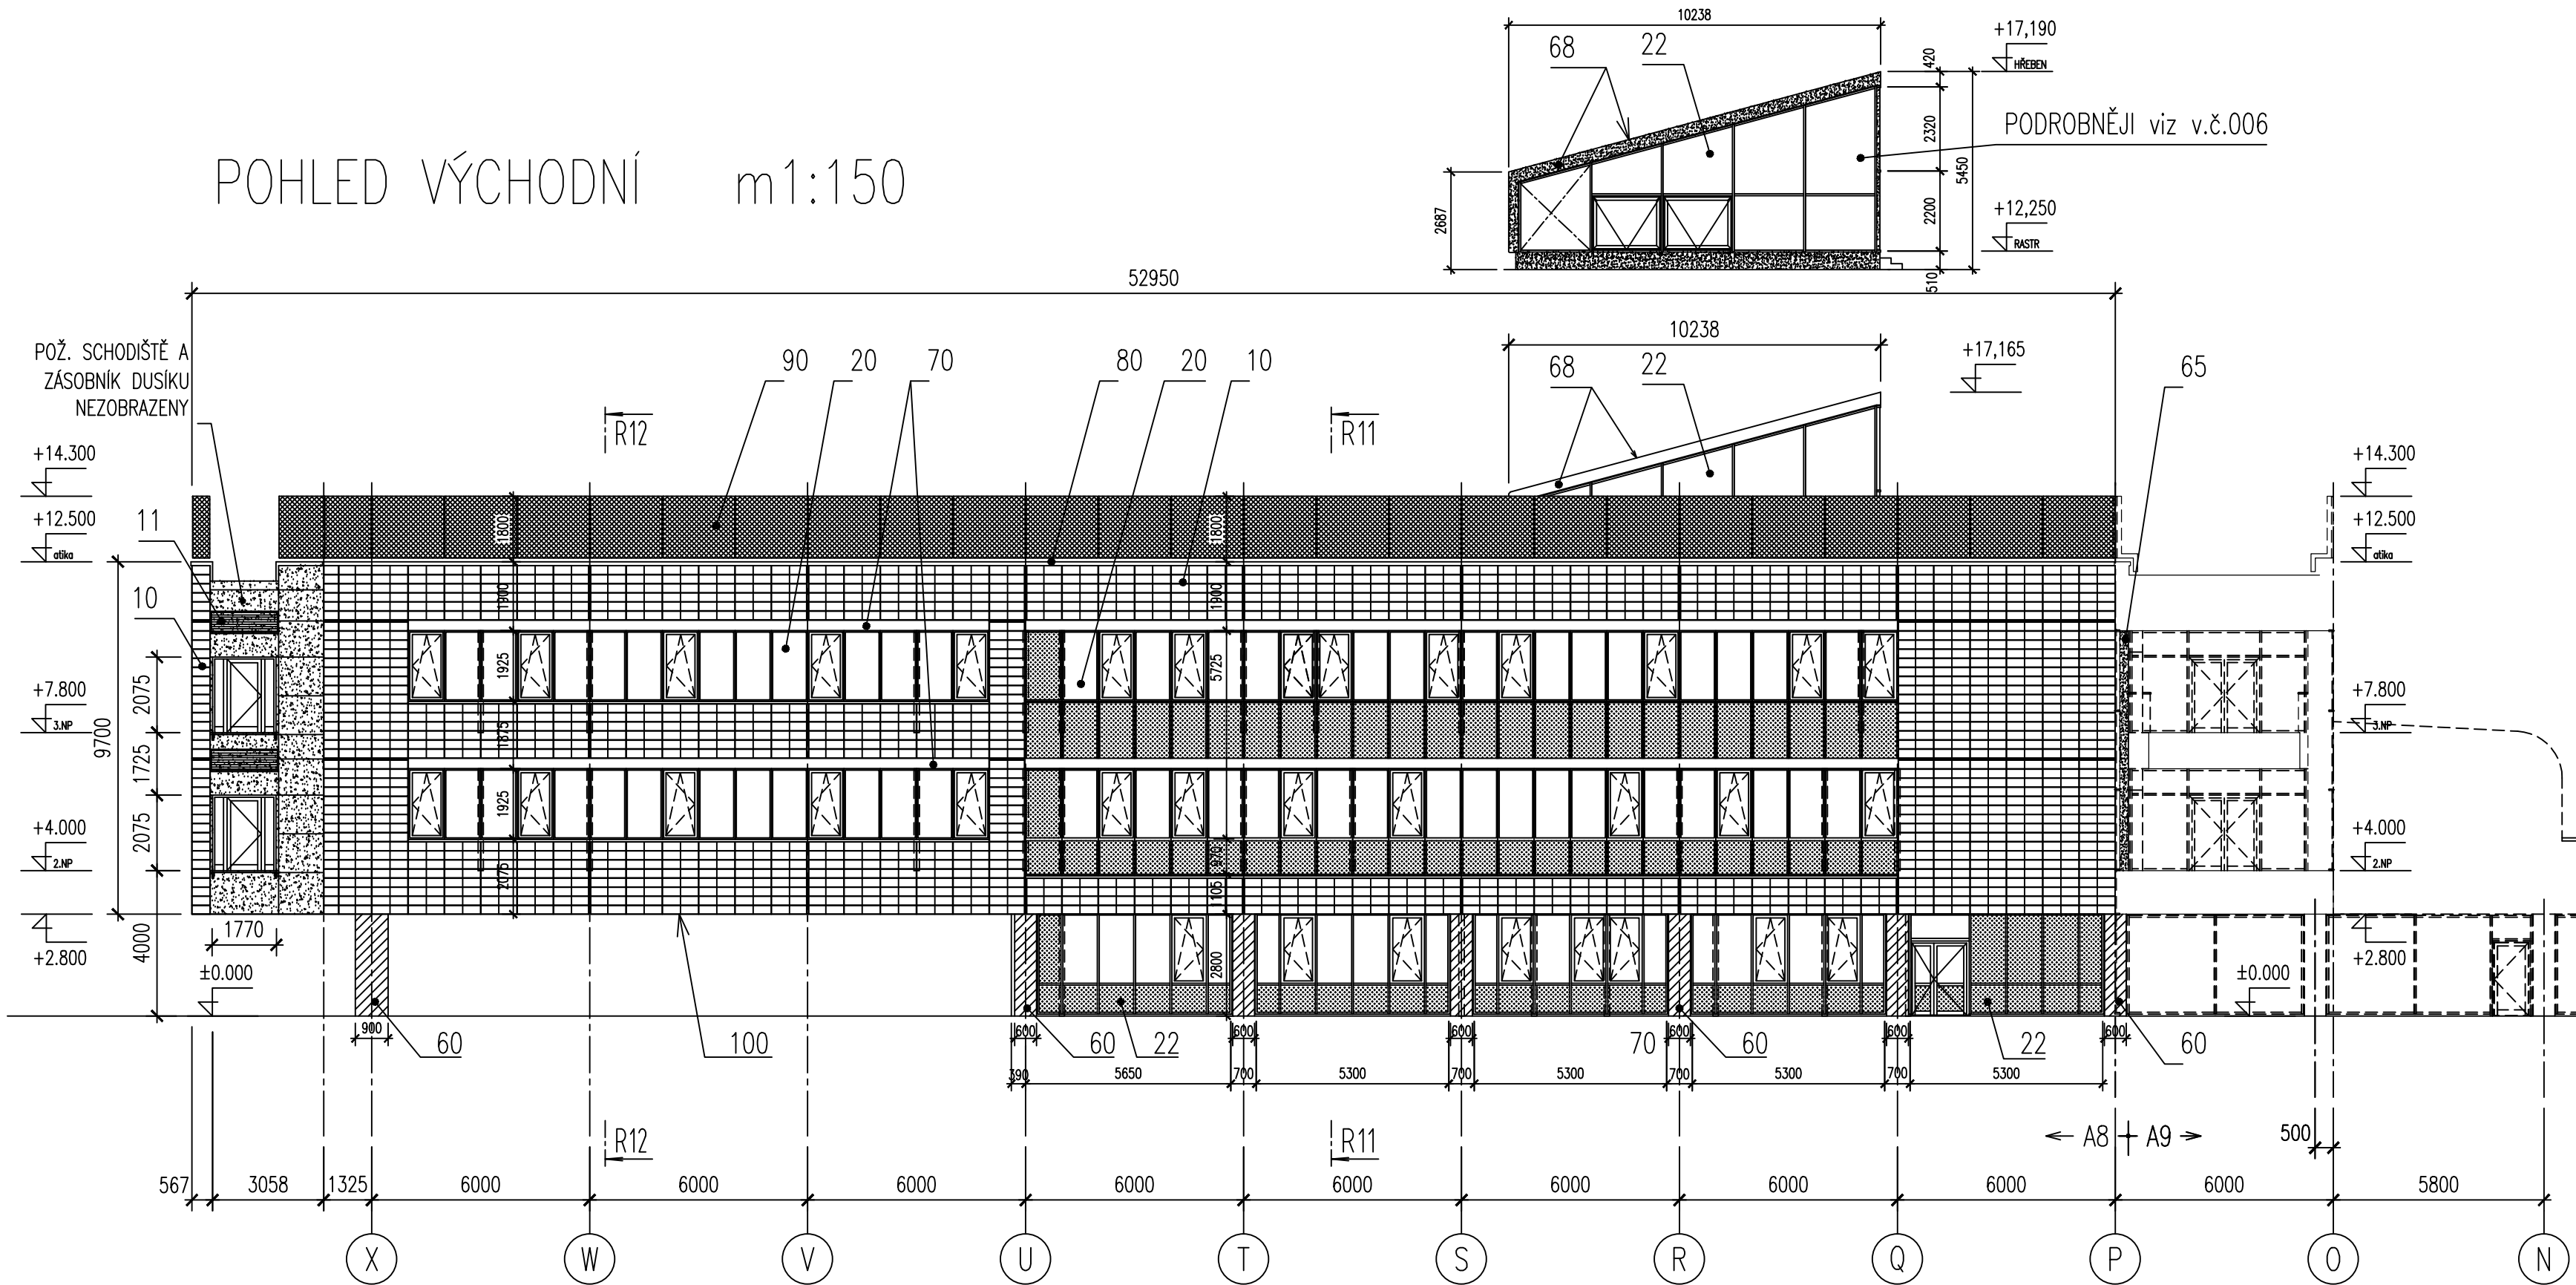 10238
68 22
+17,190
HŘEBEN
420
2320
5450
2200
510
2687
+12,250
RASTR
PODROBNĚJI viz v.č.006
POHLED VÝCHODNÍ m1:150
52950
POŽ. SCHODIŠTĚ A
ZÁSOBNÍK DUSÍKU
NEZOBRAZENY
90 20 70 80 20 10
10238
68 22
+17,165
65
R12 R11
+14.300 +14.300
+12.500 +12.500
atika atika
11
10
1800 1800
1900 1900
1925 5725
1875
1925
970
2075 1105
2800
2075
1725
2075
4000
9700
+7.800 +7.800
3.NP 3.NP
+4.000 +4.000
2.NP 2.NP
+2.800 +2.800
1770
±0.000 ±0.000
900 600 600 600 600 600 600
60 100 60 22 70 60 22 60
390 5650 700 5300 700 5300 700 5300 700 5300
R12 R11
A8 A9
500
567 3058 1325 6000 6000 6000 6000 6000 6000 6000 6000 6000 5800
X W V U T S R Q P O N